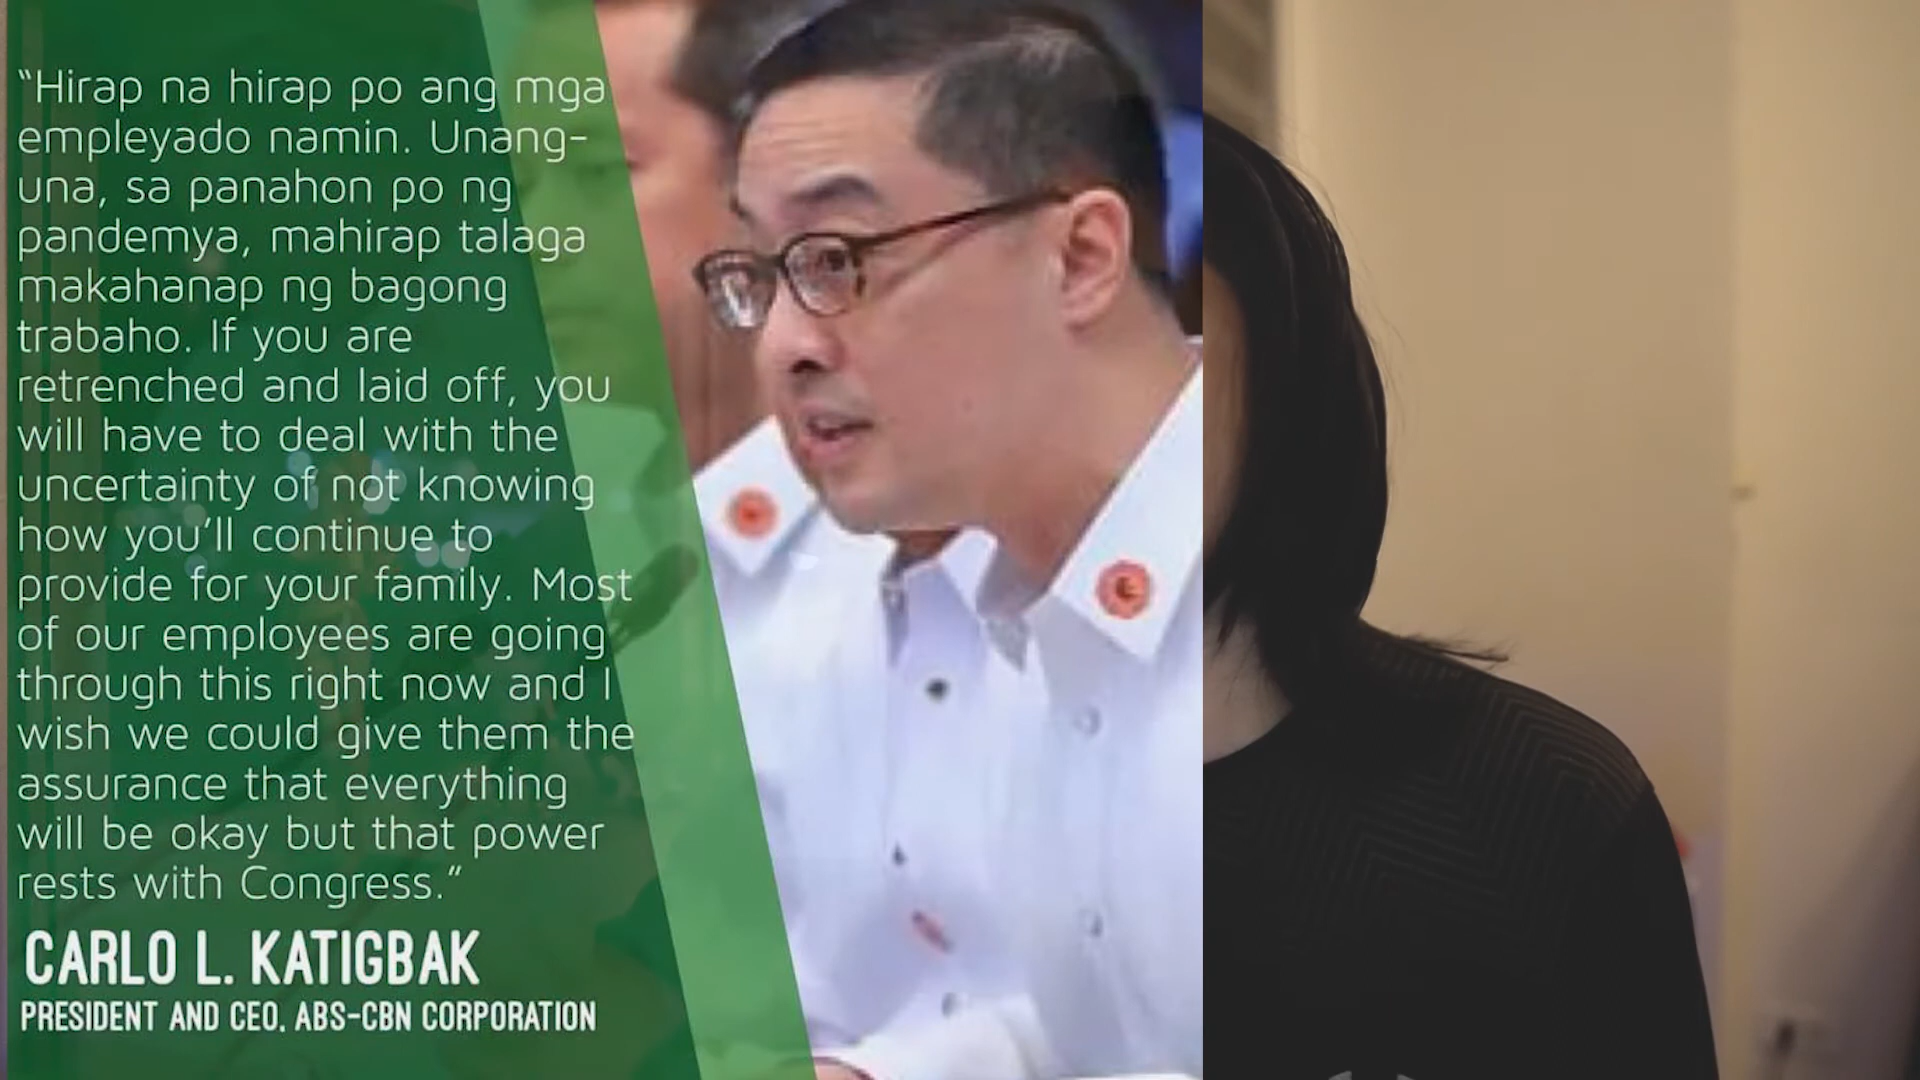 “Hirap na hirap po ang mga
empleyado namin. Unang-
una, sa panahon po ng
pandemya, mahirap talaga
makahanap ng bagong
trabaho. If you are
retrenched and laid off, you
will have to deal with the
uncertainty of not knowing
how you’ll continue to
provide for your family. Most
of our employees are going
through this right now and I
wish we could give them the
assurance that everything
will be okay but that power
rests with Congress.”
CARLO L. KATIGBAK
PRESIDENT AND CEO, ABS-CBN CORPORATION